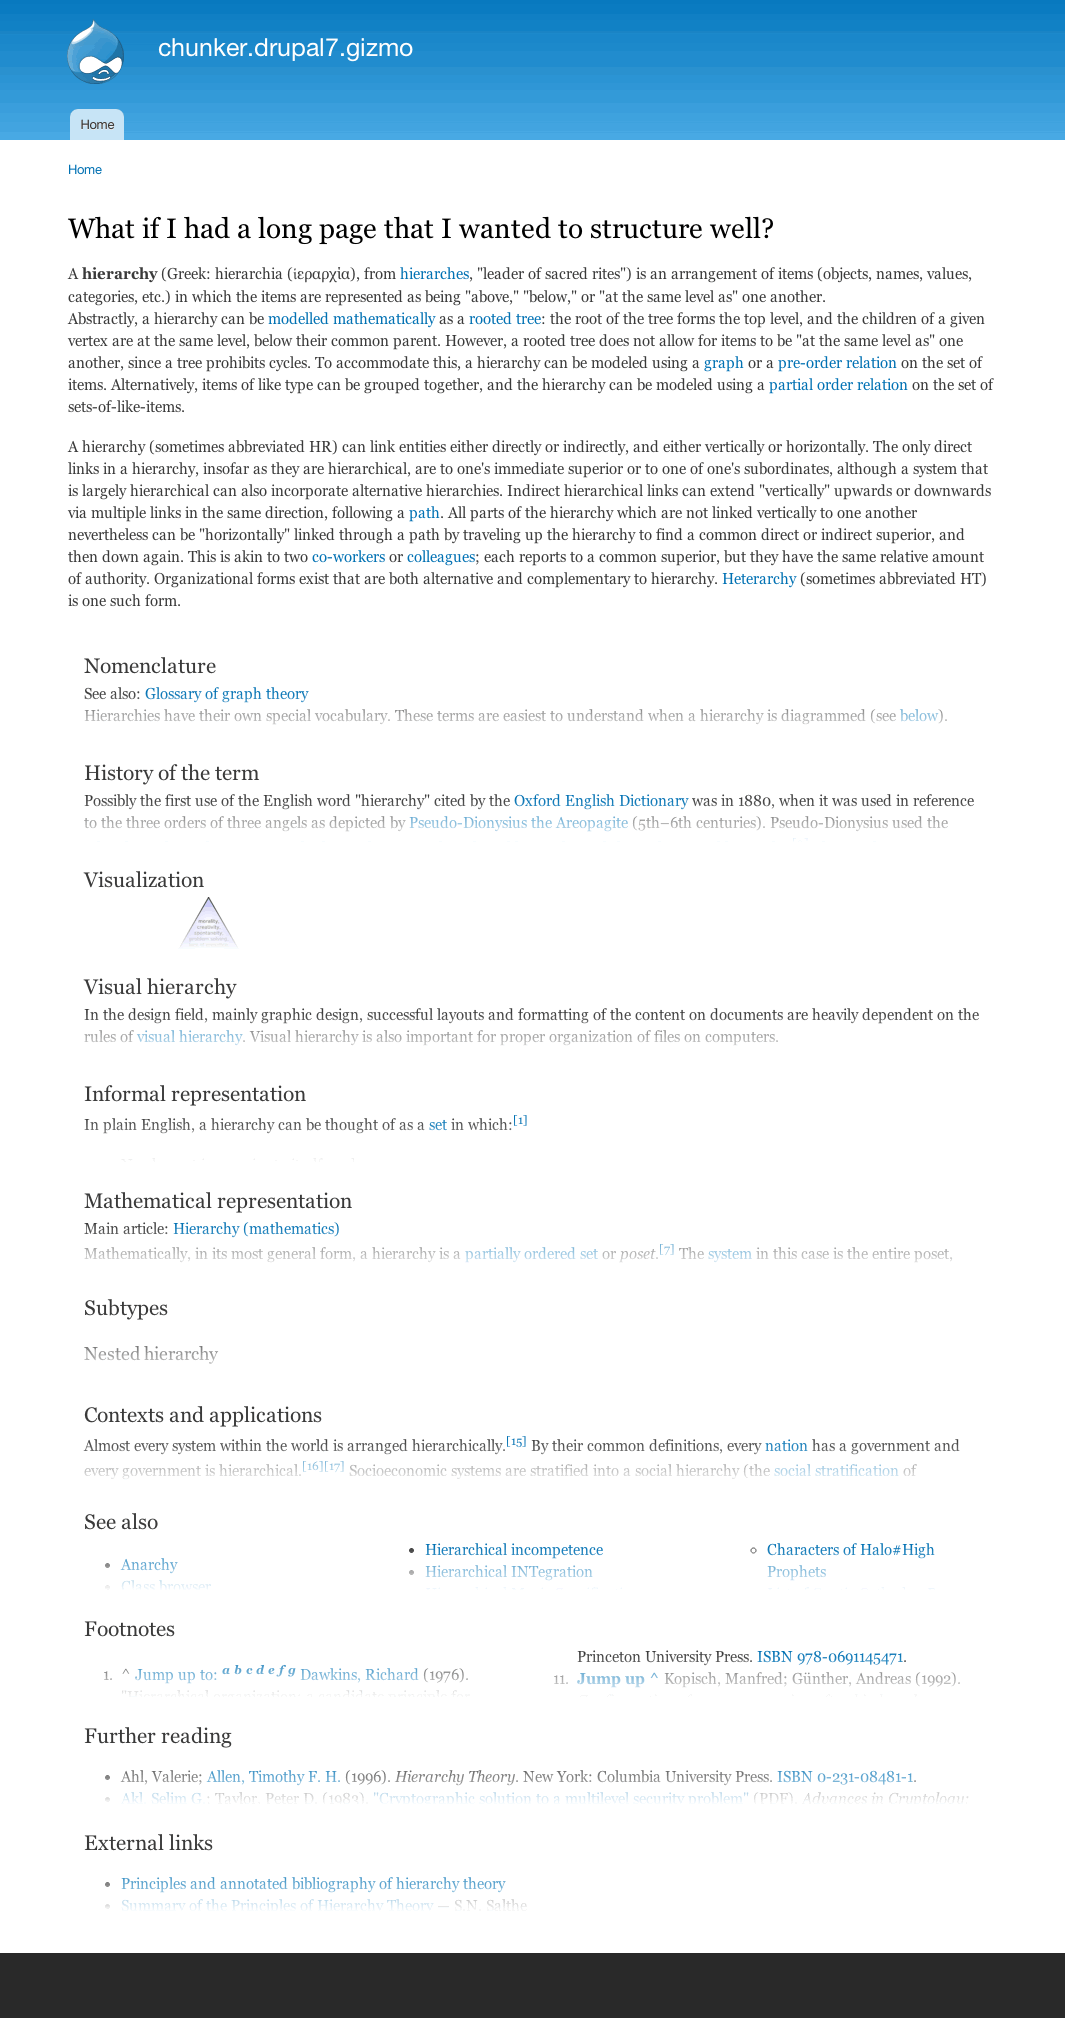 chunker.drupal7.gizmo
Home
Home
What if I had a long page that I wanted to structure well?
A hierarchy (Greek: hierarchia (ἱεραρχία), from hierarches, "leader of sacred rites") is an arrangement of items (objects, names, values,
categories, etc.) in which the items are represented as being "above," "below," or "at the same level as" one another.
Abstractly, a hierarchy can be modelled mathematically as a rooted tree: the root of the tree forms the top level, and the children of a given
vertex are at the same level, below their common parent. However, a rooted tree does not allow for items to be "at the same level as" one
another, since a tree prohibits cycles. To accommodate this, a hierarchy can be modeled using a graph or a pre-order relation on the set of
items. Alternatively, items of like type can be grouped together, and the hierarchy can be modeled using a partial order relation on the set of
sets-of-like-items.
A hierarchy (sometimes abbreviated HR) can link entities either directly or indirectly, and either vertically or horizontally. The only direct
links in a hierarchy, insofar as they are hierarchical, are to one's immediate superior or to one of one's subordinates, although a system that
is largely hierarchical can also incorporate alternative hierarchies. Indirect hierarchical links can extend "vertically" upwards or downwards
via multiple links in the same direction, following a path. All parts of the hierarchy which are not linked vertically to one another
nevertheless can be "horizontally" linked through a path by traveling up the hierarchy to find a common direct or indirect superior, and
then down again. This is akin to two co-workers or colleagues; each reports to a common superior, but they have the same relative amount
of authority. Organizational forms exist that are both alternative and complementary to hierarchy. Heterarchy (sometimes abbreviated HT)
is one such form.
Nomenclature
See also: Glossary of graph theory
Hierarchies have their own special vocabulary. These terms are easiest to understand when a hierarchy is diagrammed (see below).
History of the term
Possibly the first use of the English word "hierarchy" cited by the Oxford English Dictionary was in 1880, when it was used in reference
to the three orders of three angels as depicted by Pseudo-Dionysius the Areopagite (5th–6th centuries). Pseudo-Dionysius used the
Visualization
morality,
creativity,
spontaneity,
problem solving,
Visual hierarchy
In the design field, mainly graphic design, successful layouts and formatting of the content on documents are heavily dependent on the
rules of visual hierarchy. Visual hierarchy is also important for proper organization of files on computers.
Informal representation
In plain English, a hierarchy can be thought of as a set in which:[1]
Mathematical representation
Main article: Hierarchy (mathematics)
Mathematically, in its most general form, a hierarchy is a partially ordered set or poset.[7] The system in this case is the entire poset,
Subtypes
Nested hierarchy
Contexts and applications
Almost every system within the world is arranged hierarchically.[15] By their common definitions, every nation has a government and
every government is hierarchical.[16][17] Socioeconomic systems are stratified into a social hierarchy (the social stratification of
See also
• Anarchy
• Class browser
• Hierarchical incompetence
• Hierarchical INTegration
◦ Characters of Halo#High
Prophets
Footnotes
1. ^ Jump up to: a b c d e f g Dawkins, Richard (1976).
Princeton University Press. ISBN 978-0691145471.
11. Jump up ^ Kopisch, Manfred; Günther, Andreas (1992).
Further reading
• Ahl, Valerie; Allen, Timothy F. H. (1996). Hierarchy Theory. New York: Columbia University Press. ISBN 0-231-08481-1.
• Akl, Selim G.; Taylor, Peter D. (1983). "Cryptographic solution to a multilevel security problem" (PDF). Advances in Cryptology:
External links
• Principles and annotated bibliography of hierarchy theory
• Summary of the Principles of Hierarchy Theory — S.N. Salthe